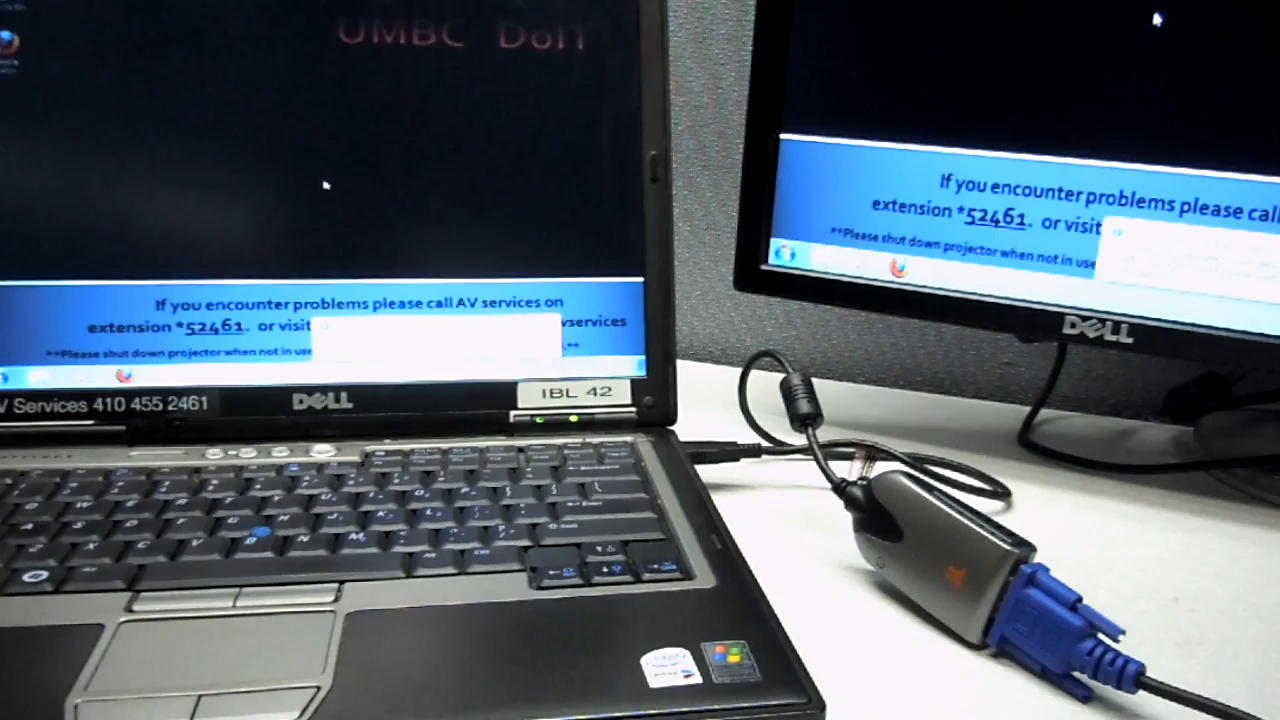 UMBC DoIT
If you encounter problems please call AV services on
extension *52461. or visit
vservices
**Please shut down projector when not in use
.**
V Services 410 455 2461
DELL
IBL 42
If you encounter problems please call
extension *52461. or visit
**Please shut down projector when not in use
DELL